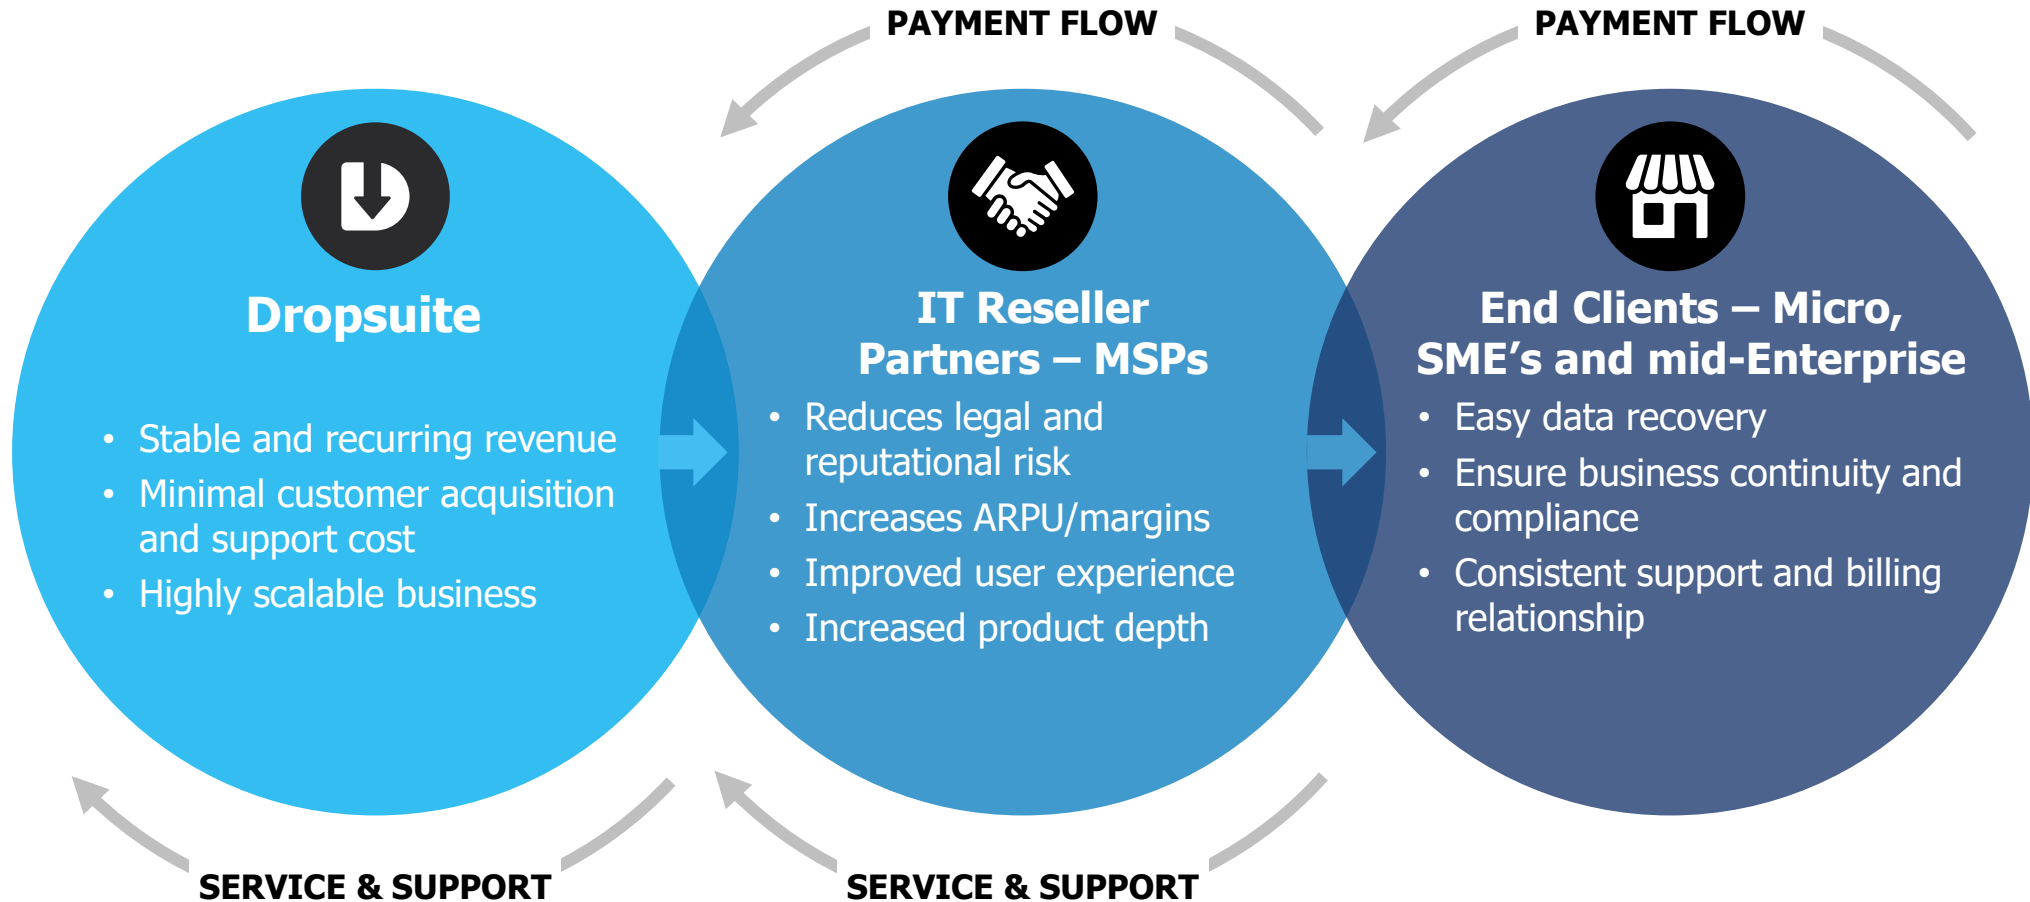 PAYMENT FLOW
PAYMENT FLOW
Dropsuite
• Stable and recurring revenue
• Minimal customer acquisition
and support cost
• Highly scalable business
IT Reseller
Partners – MSPs
• Reduces legal and
reputational risk
• Increases ARPU/margins
• Improved user experience
• Increased product depth
End Clients – Micro,
SME’s and mid-Enterprise
• Easy data recovery
• Ensure business continuity and
compliance
• Consistent support and billing
relationship
SERVICE & SUPPORT
SERVICE & SUPPORT